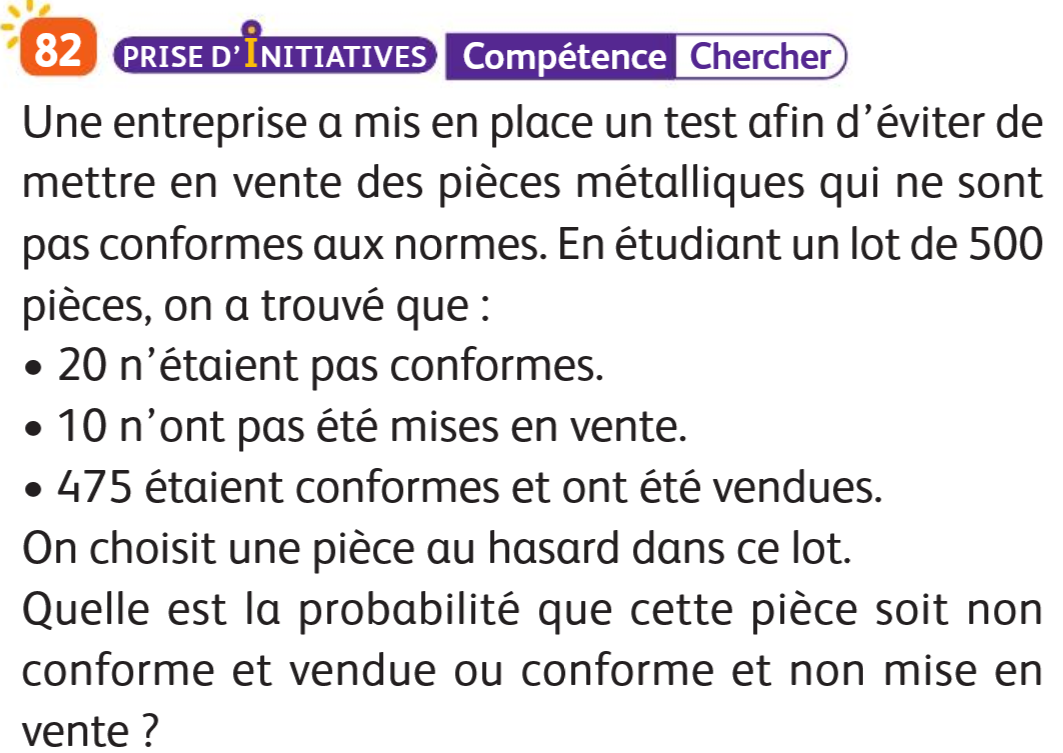 82 PRISE D'INITIATIVES Compétence Chercher
Une entreprise a mis en place un test afin d'éviter de
mettre en vente des pièces métalliques qui ne sont
pas conformes aux normes. En étudiant un lot de 500
pièces, on a trouvé que :
• 20 n'étaient pas conformes.
• 10 n'ont pas été mises en vente.
• 475 étaient conformes et ont été vendues.
On choisit une pièce au hasard dans ce lot.
Quelle est la probabilité que cette pièce soit non
conforme et vendue ou conforme et non mise en
vente ?